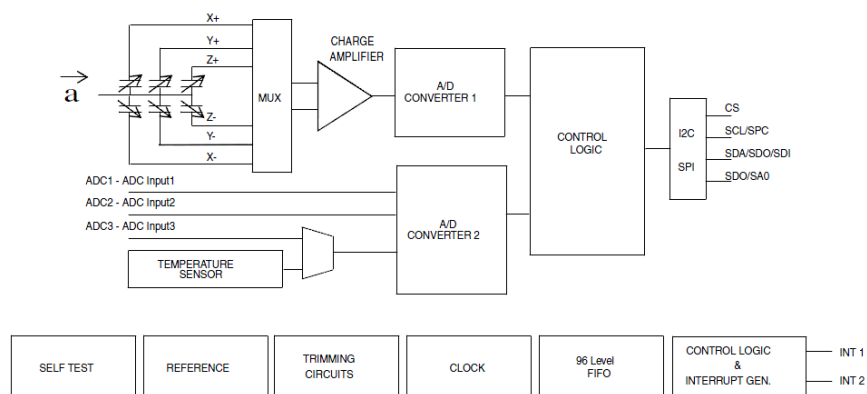 X+
Y+
Z+
a
Z-
Y-
X-
MUX
CHARGE
AMPLIFIER
A/D
CONVERTER 1
CONTROL
LOGIC
I2C
SPI
CS
SCL/SPC
SDA/SDO/SDI
SDO/SA0
ADC1 - ADC Input1
ADC2 - ADC Input2
ADC3 - ADC Input3
A/D
CONVERTER 2
TEMPERATURE
SENSOR
SELF TEST
REFERENCE
TRIMMING
CIRCUITS
CLOCK
96 Level
FIFO
CONTROL LOGIC
&
INTERRUPT GEN.
INT 1
INT 2